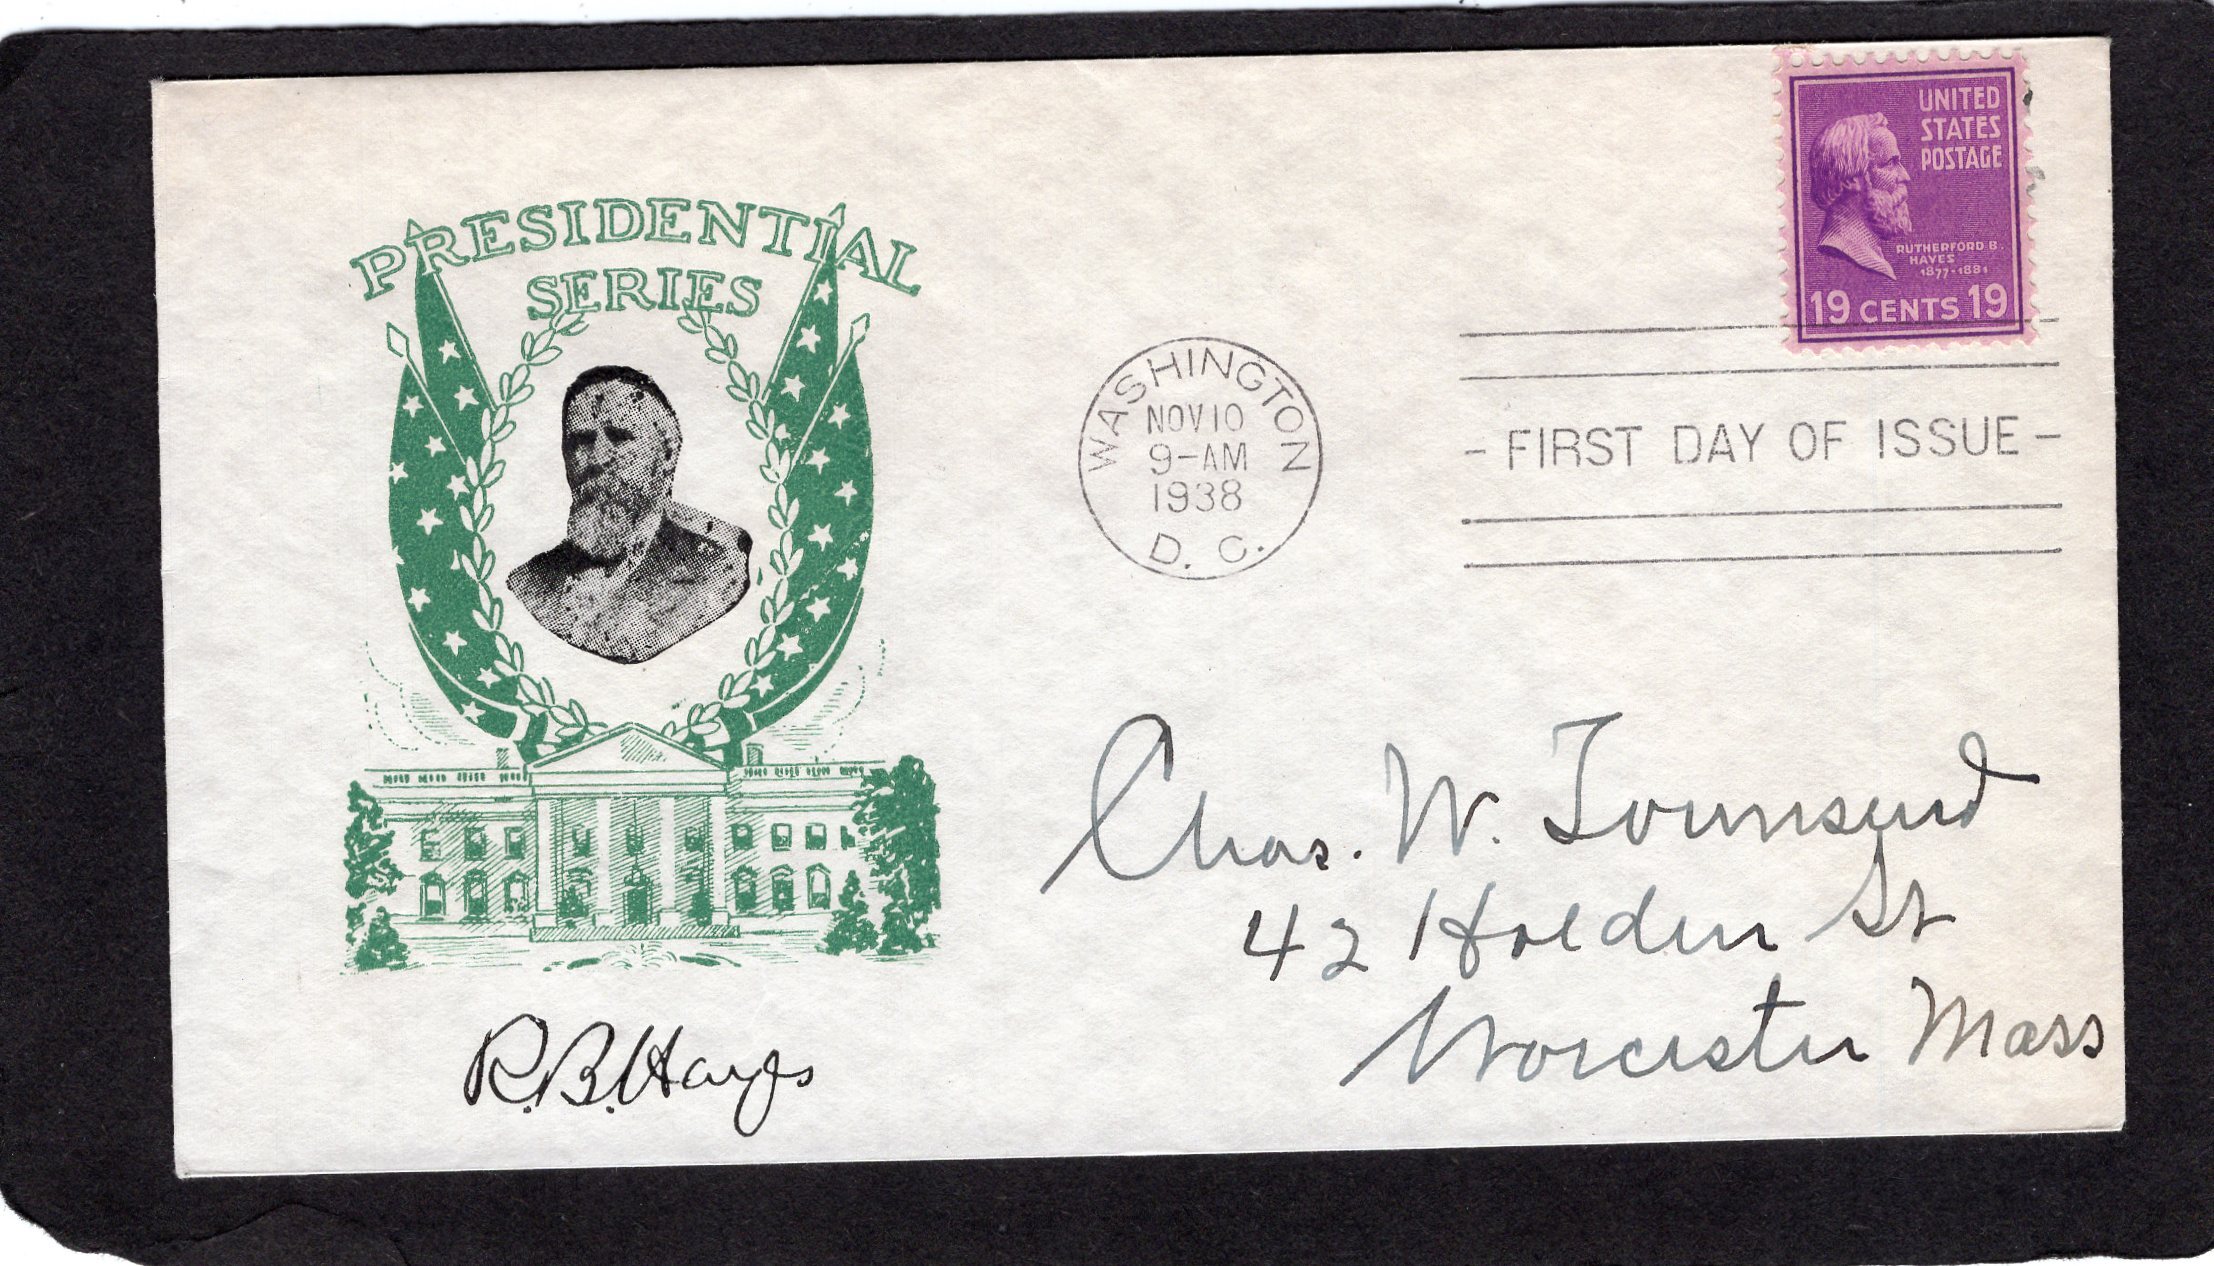 PRESIDENTIAL
SERIES
UNITED
STATES
POSTAGE
RUTHERFORD B.
HAYES
1877-1881
19 CENTS 19
WASHINGTON
NOV 10
9-AM
1938
D. C.
- FIRST DAY OF ISSUE -
Chas. W. Townsend
42 Holden St
Worcester Mass
R. B. Hayes